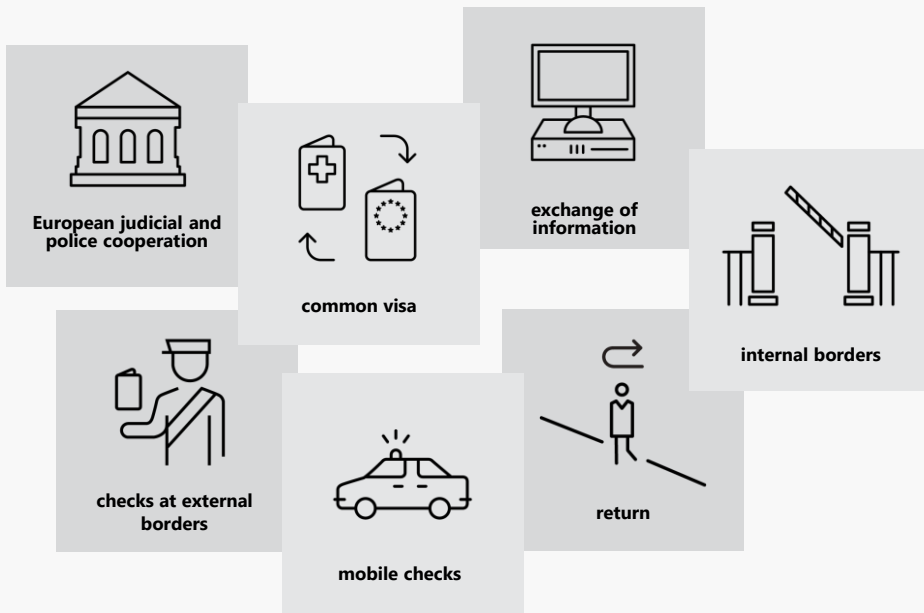 European judicial and
police cooperation
common visa
exchange of
information
internal borders
checks at external
borders
mobile checks
return